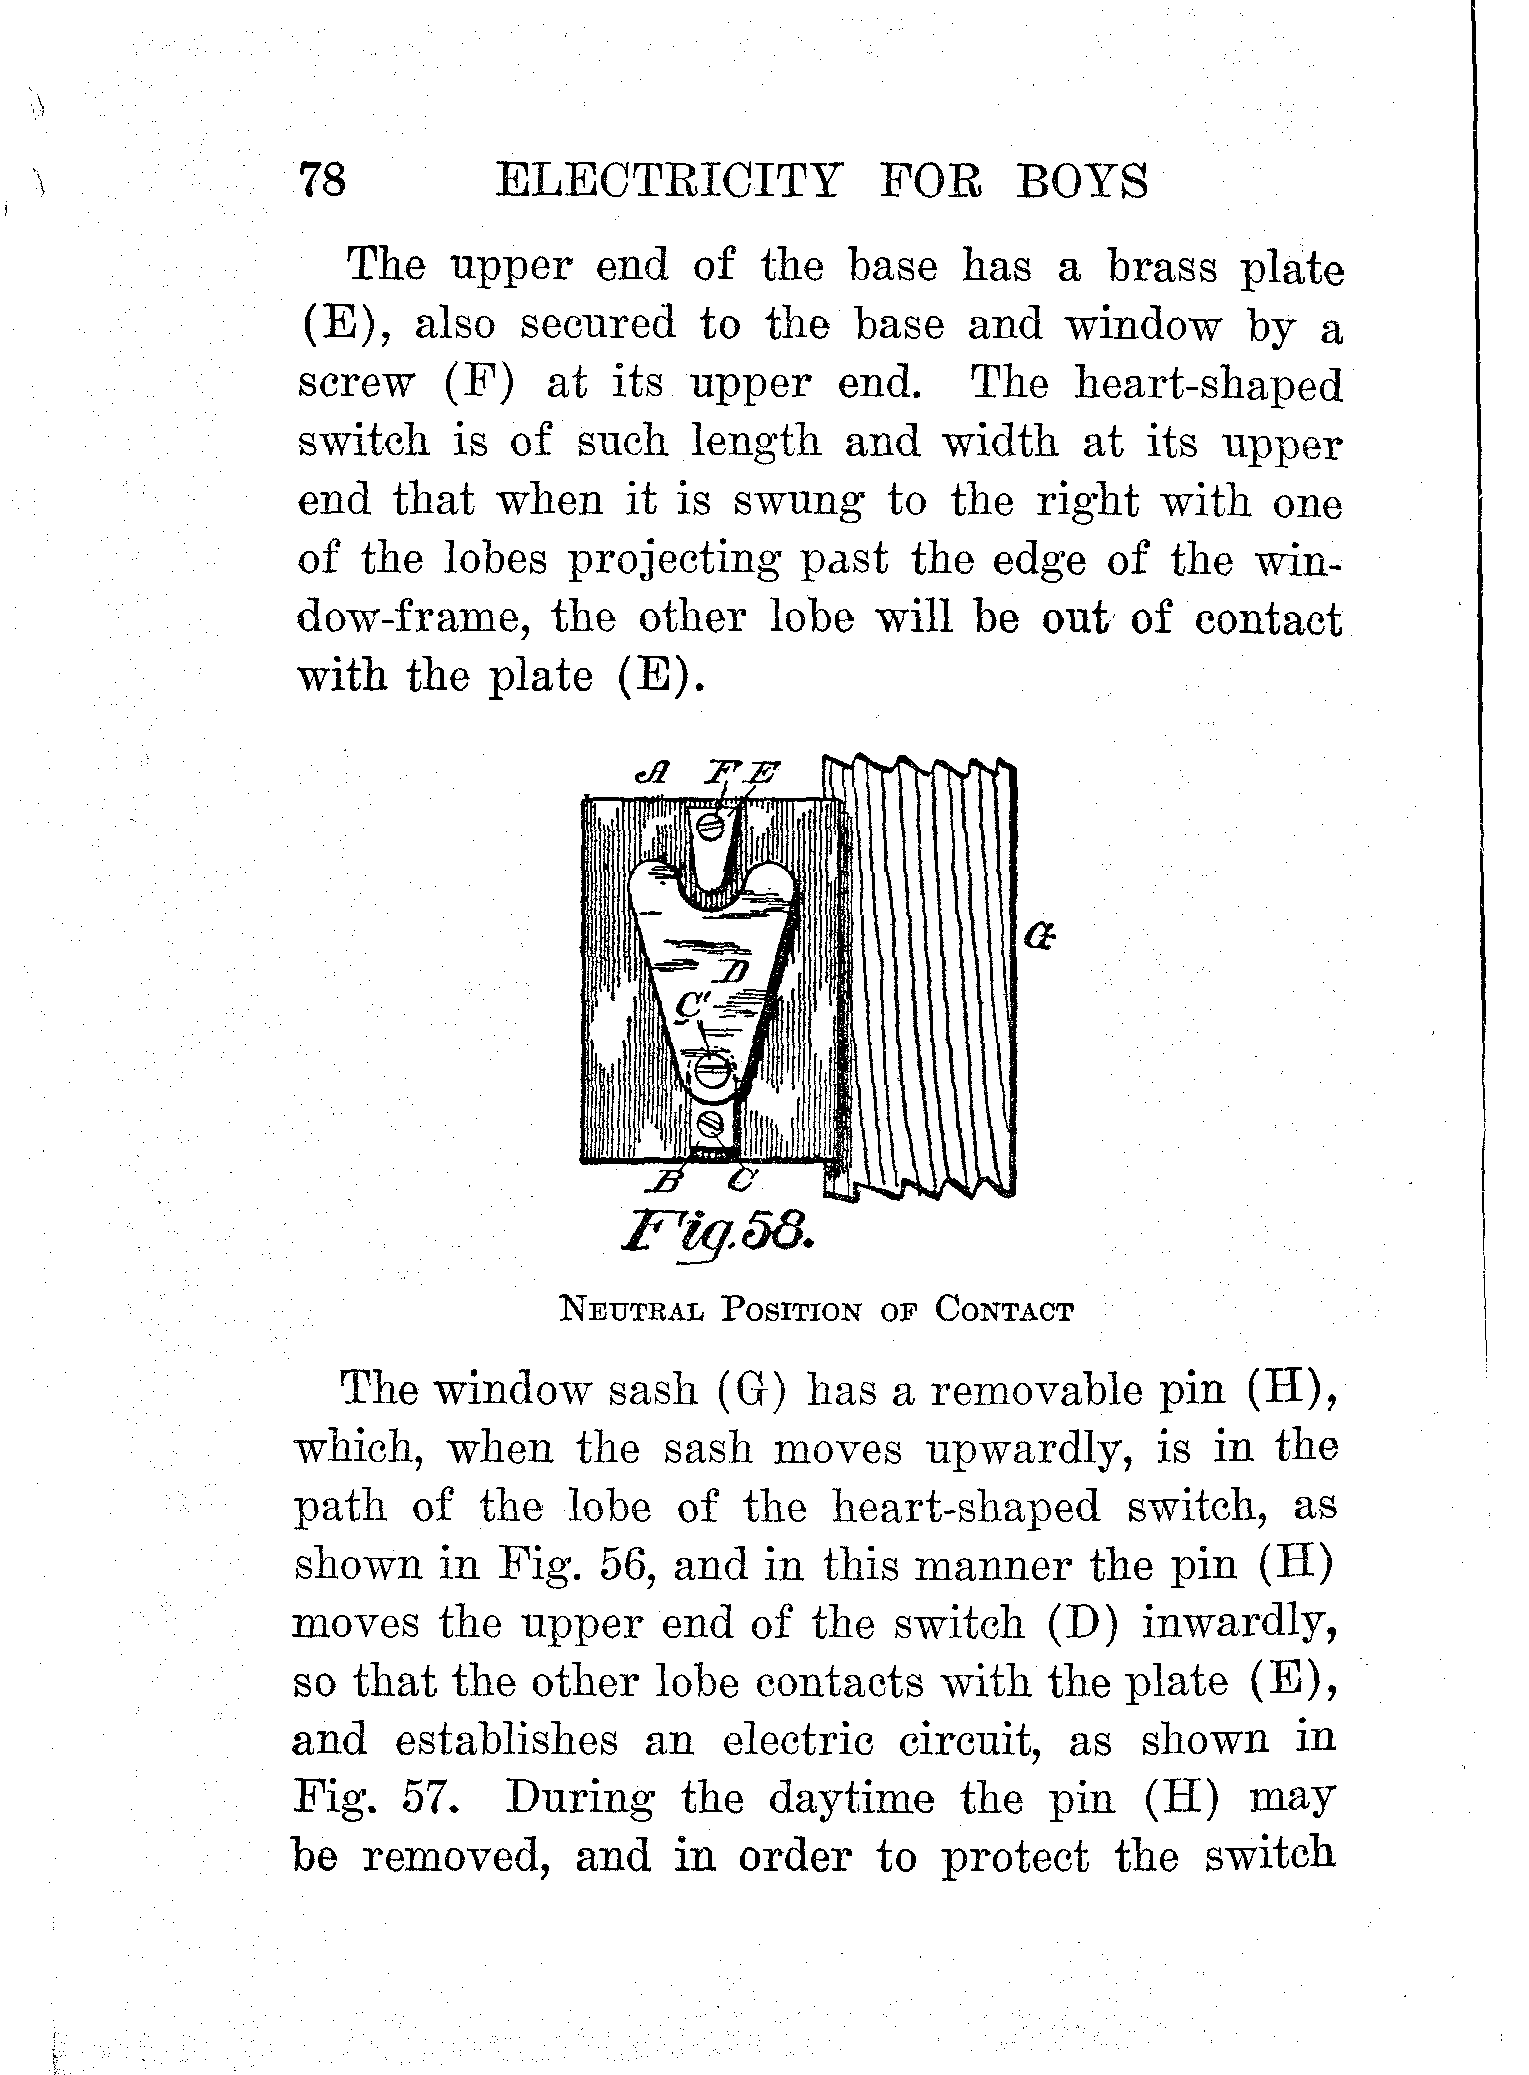 78 ELECTRICITY FOR BOYS
The upper end of the base has a brass plate
(E), also secured to the base and window by a
screw (F) at its upper end. The heart-shaped
switch is of such length and width at its upper
end that when it is swung to the right with one
of the lobes projecting past the edge of the win-
dow-frame, the other lobe will be out of contact
with the plate (E).
A F E
G
D
C'
B C
Fig. 58.
NEUTRAL POSITION OF CONTACT
The window sash (G) has a removable pin (H),
which, when the sash moves upwardly, is in the
path of the lobe of the heart-shaped switch, as
shown in Fig. 56, and in this manner the pin (H)
moves the upper end of the switch (D) inwardly,
so that the other lobe contacts with the plate (E),
and establishes an electric circuit, as shown in
Fig. 57. During the daytime the pin (H) may
be removed, and in order to protect the switch